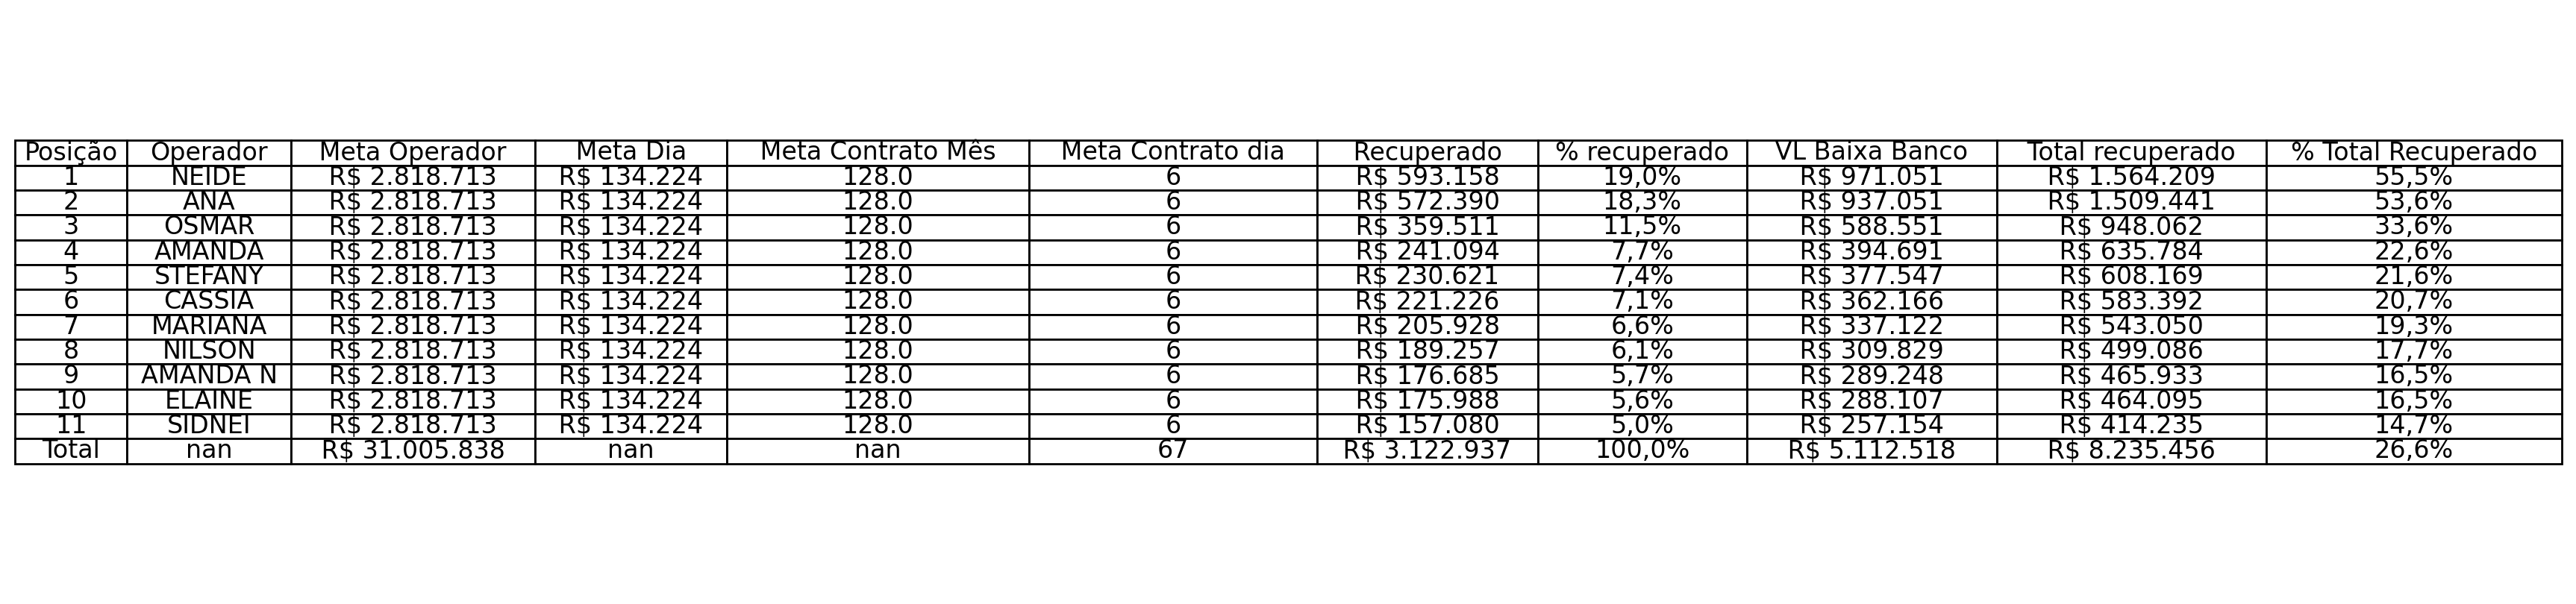 Posição Operador Meta Operador Meta Dia Meta Contrato Mês Meta Contrato dia Recuperado % recuperado VL Baixa Banco Total recuperado % Total Recuperado
1 NEIDE R$ 2.818.713 R$ 134.224 128.0 6 R$ 593.158 19,0% R$ 971.051 R$ 1.564.209 55,5%
2 ANA R$ 2.818.713 R$ 134.224 128.0 6 R$ 572.390 18,3% R$ 937.051 R$ 1.509.441 53,6%
3 OSMAR R$ 2.818.713 R$ 134.224 128.0 6 R$ 359.511 11,5% R$ 588.551 R$ 948.062 33,6%
4 AMANDA R$ 2.818.713 R$ 134.224 128.0 6 R$ 241.094 7,7% R$ 394.691 R$ 635.784 22,6%
5 STEFANY R$ 2.818.713 R$ 134.224 128.0 6 R$ 230.621 7,4% R$ 377.547 R$ 608.169 21,6%
6 CASSIA R$ 2.818.713 R$ 134.224 128.0 6 R$ 221.226 7,1% R$ 362.166 R$ 583.392 20,7%
7 MARIANA R$ 2.818.713 R$ 134.224 128.0 6 R$ 205.928 6,6% R$ 337.122 R$ 543.050 19,3%
8 NILSON R$ 2.818.713 R$ 134.224 128.0 6 R$ 189.257 6,1% R$ 309.829 R$ 499.086 17,7%
9 AMANDA N R$ 2.818.713 R$ 134.224 128.0 6 R$ 176.685 5,7% R$ 289.248 R$ 465.933 16,5%
10 ELAINE R$ 2.818.713 R$ 134.224 128.0 6 R$ 175.988 5,6% R$ 288.107 R$ 464.095 16,5%
11 SIDNEI R$ 2.818.713 R$ 134.224 128.0 6 R$ 157.080 5,0% R$ 257.154 R$ 414.235 14,7%
Total nan R$ 31.005.838 nan nan 67 R$ 3.122.937 100,0% R$ 5.112.518 R$ 8.235.456 26,6%